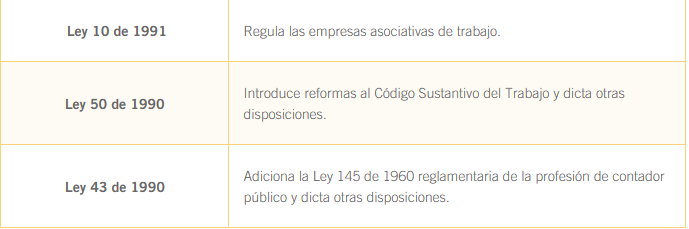 Ley 10 de 1991
Regula las empresas asociativas de trabajo.
Ley 50 de 1990
Introduce reformas al Código Sustantivo del Trabajo y dicta otras
disposiciones.
Ley 43 de 1990
Adiciona la Ley 145 de 1960 reglamentaria de la profesión de contador
público y dicta otras disposiciones.